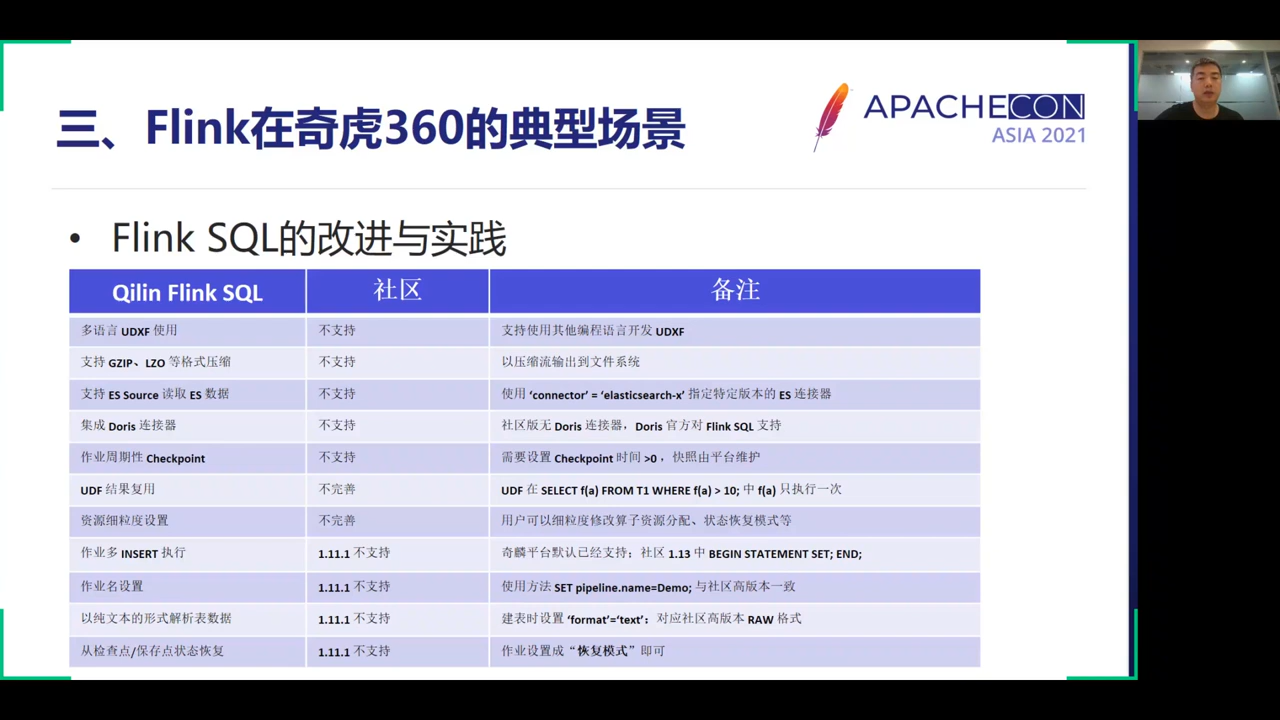 三、Flink在奇虎360的典型场景
APACHECON
ASIA 2021
• Flink SQL的改进与实践
Qilin Flink SQL 社区 备注
多语言 UDXF 使用 不支持 支持使用其他编程语言开发 UDXF
支持 GZIP、LZO 等格式压缩 不支持 以压缩流输出到文件系统
支持 ES Source 读取 ES 数据 不支持 使用 ‘connector’ = ‘elasticsearch-x’ 指定特定版本的 ES 连接器
集成 Doris 连接器 不支持 社区版无 Doris 连接器，Doris 官方对 Flink SQL 支持
作业周期性 Checkpoint 不支持 需要设置 Checkpoint 时间 >0 ，快照由平台维护
UDF 结果复用 不完善 UDF 在 SELECT f(a) FROM T1 WHERE f(a) > 10; 中 f(a) 只执行一次
资源细粒度设置 不完善 用户可以细粒度修改算子资源分配、状态恢复模式等
作业多 INSERT 执行 1.11.1 不支持 奇麟平台默认已经支持；社区 1.13 中 BEGIN STATEMENT SET; END;
作业名设置 1.11.1 不支持 使用方法 SET pipeline.name=Demo; 与社区高版本一致
以纯文本的形式解析表数据 1.11.1 不支持 建表时设置 ‘format’=‘text’；对应社区高版本 RAW 格式
从检查点/保存点状态恢复 1.11.1 不支持 作业设置成“恢复模式”即可